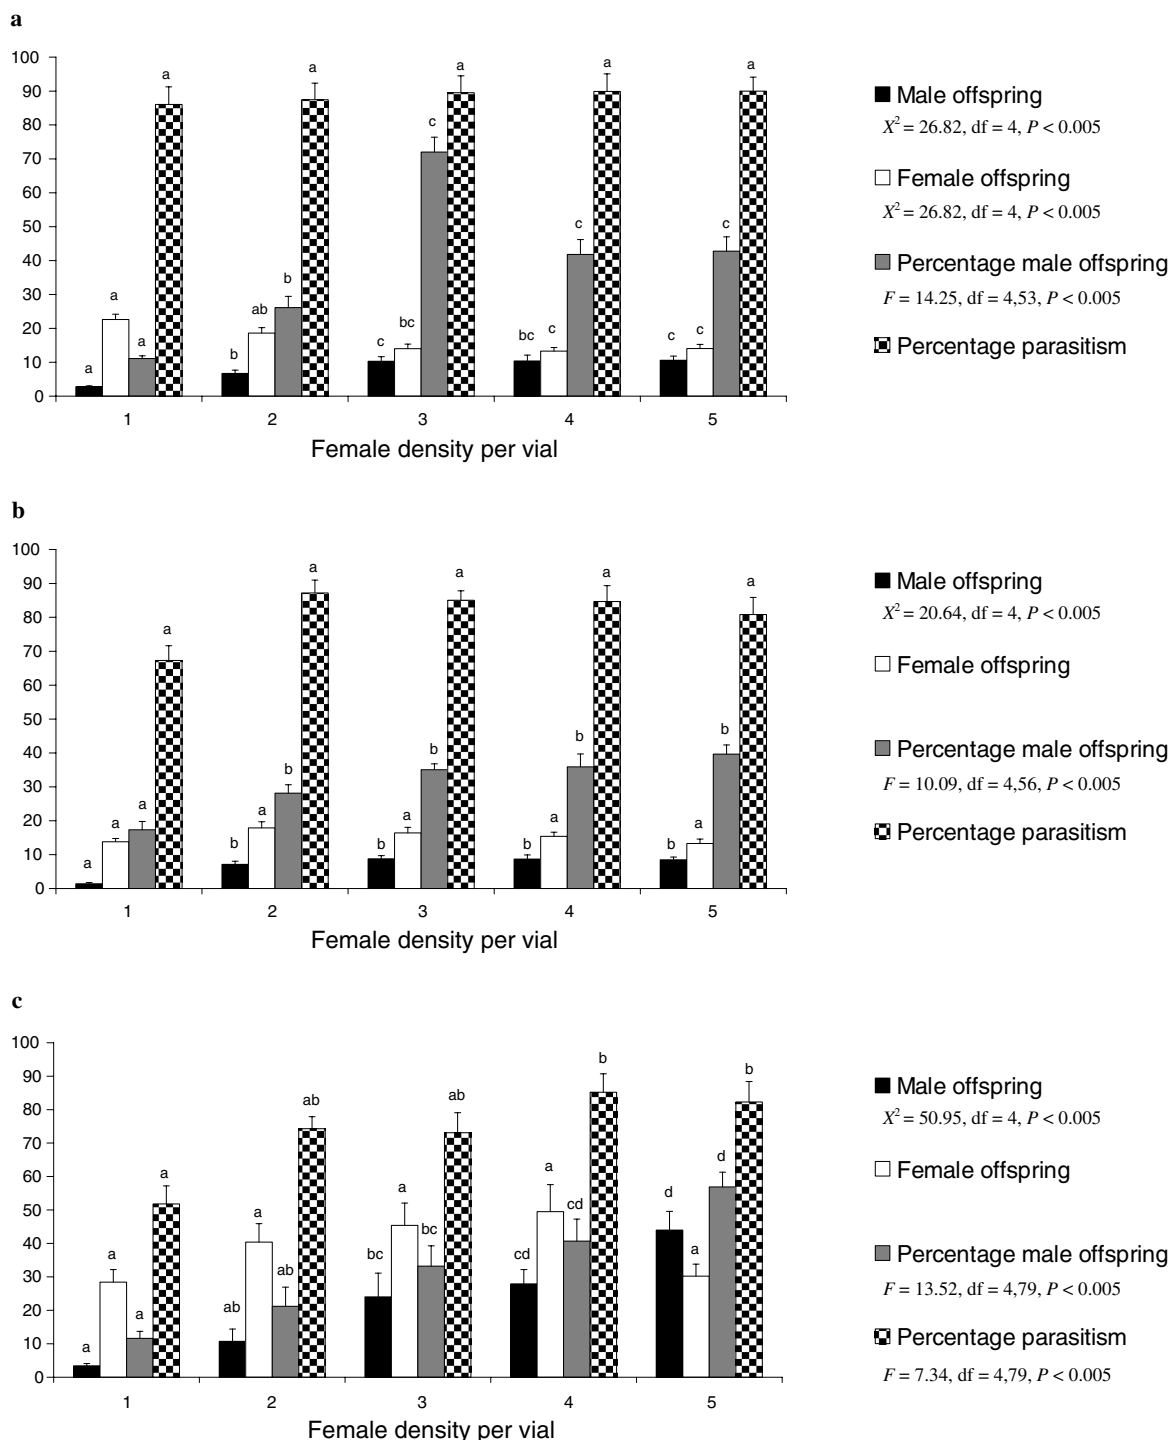 a
100
90
80
70
60
50
40
30
20
10
0
a a a a
b ab b a
c bc c a
bc c c a
c c c a
1 2 3 4 5
Female density per vial
Male offspring
X² = 26.82, df = 4, P < 0.005
Female offspring
X² = 26.82, df = 4, P < 0.005
Percentage male offspring
F = 14.25, df = 4,53, P < 0.005
Percentage parasitism
b
100
90
80
70
60
50
40
30
20
10
0
a a a a
b a b a
b a b a
b a b a
b a b a
1 2 3 4 5
Female density per vial
Male offspring
X² = 20.64, df = 4, P < 0.005
Female offspring
Percentage male offspring
F = 10.09, df = 4,56, P < 0.005
Percentage parasitism
c
100
90
80
70
60
50
40
30
20
10
0
a a a a
ab a ab ab
bc a bc ab
cd a cd b
d a d b
1 2 3 4 5
Female density per vial
Male offspring
X² = 50.95, df = 4, P < 0.005
Female offspring
Percentage male offspring
F = 13.52, df = 4,79, P < 0.005
Percentage parasitism
F = 7.34, df = 4,79, P < 0.005